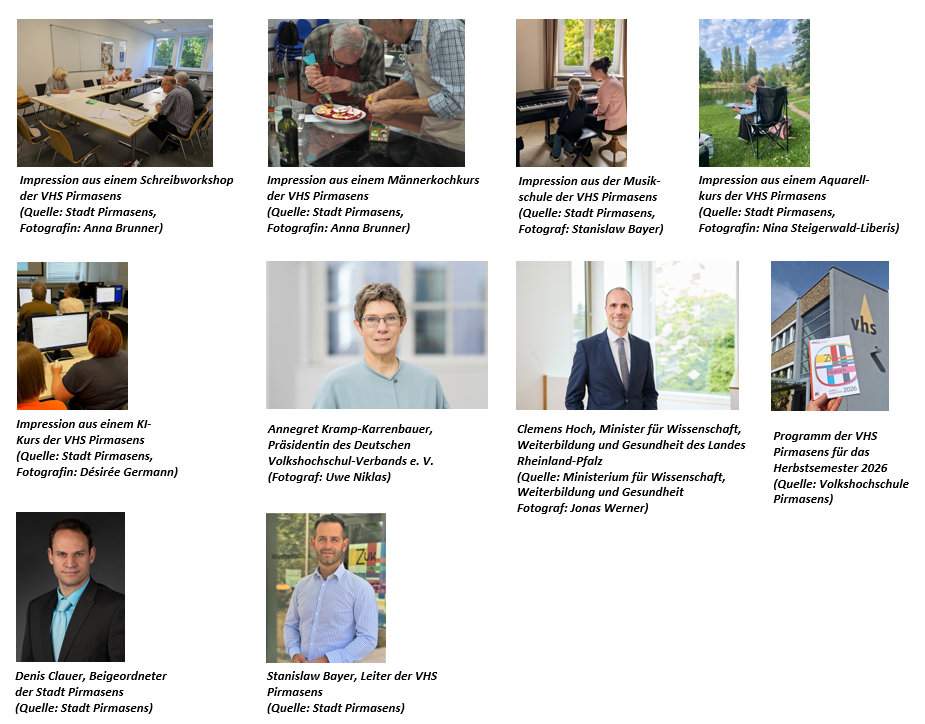 Impression aus einem Schreibworkshop
der VHS Pirmasens
(Quelle: Stadt Pirmasens,
Fotografin: Anna Brunner)
Impression aus einem Männerkochkurs
der VHS Pirmasens
(Quelle: Stadt Pirmasens,
Fotografin: Anna Brunner)
Impression aus der Musik-
schule der VHS Pirmasens
(Quelle: Stadt Pirmasens,
Fotograf: Stanislaw Bayer)
Impression aus einem Aquarell-
kurs der VHS Pirmasens
(Quelle: Stadt Pirmasens,
Fotografin: Nina Steigerwald-Liberis)
Impression aus einem KI-
Kurs der VHS Pirmasens
(Quelle: Stadt Pirmasens,
Fotografin: Désirée Germann)
Annegret Kramp-Karrenbauer,
Präsidentin des Deutschen
Volkshochschul-Verbands e. V.
(Fotograf: Uwe Niklas)
Clemens Hoch, Minister für Wissenschaft,
Weiterbildung und Gesundheit des Landes
Rheinland-Pfalz
(Quelle: Ministerium für Wissenschaft,
Weiterbildung und Gesundheit
Fotograf: Jonas Werner)
vhs
2026
Programm der VHS
Pirmasens für das
Herbstsemester 2026
(Quelle: Volkshochschule
Pirmasens)
Denis Clauer, Beigeordneter
der Stadt Pirmasens
(Quelle: Stadt Pirmasens)
ZUK
Stanislaw Bayer, Leiter der VHS
Pirmasens
(Quelle: Stadt Pirmasens)